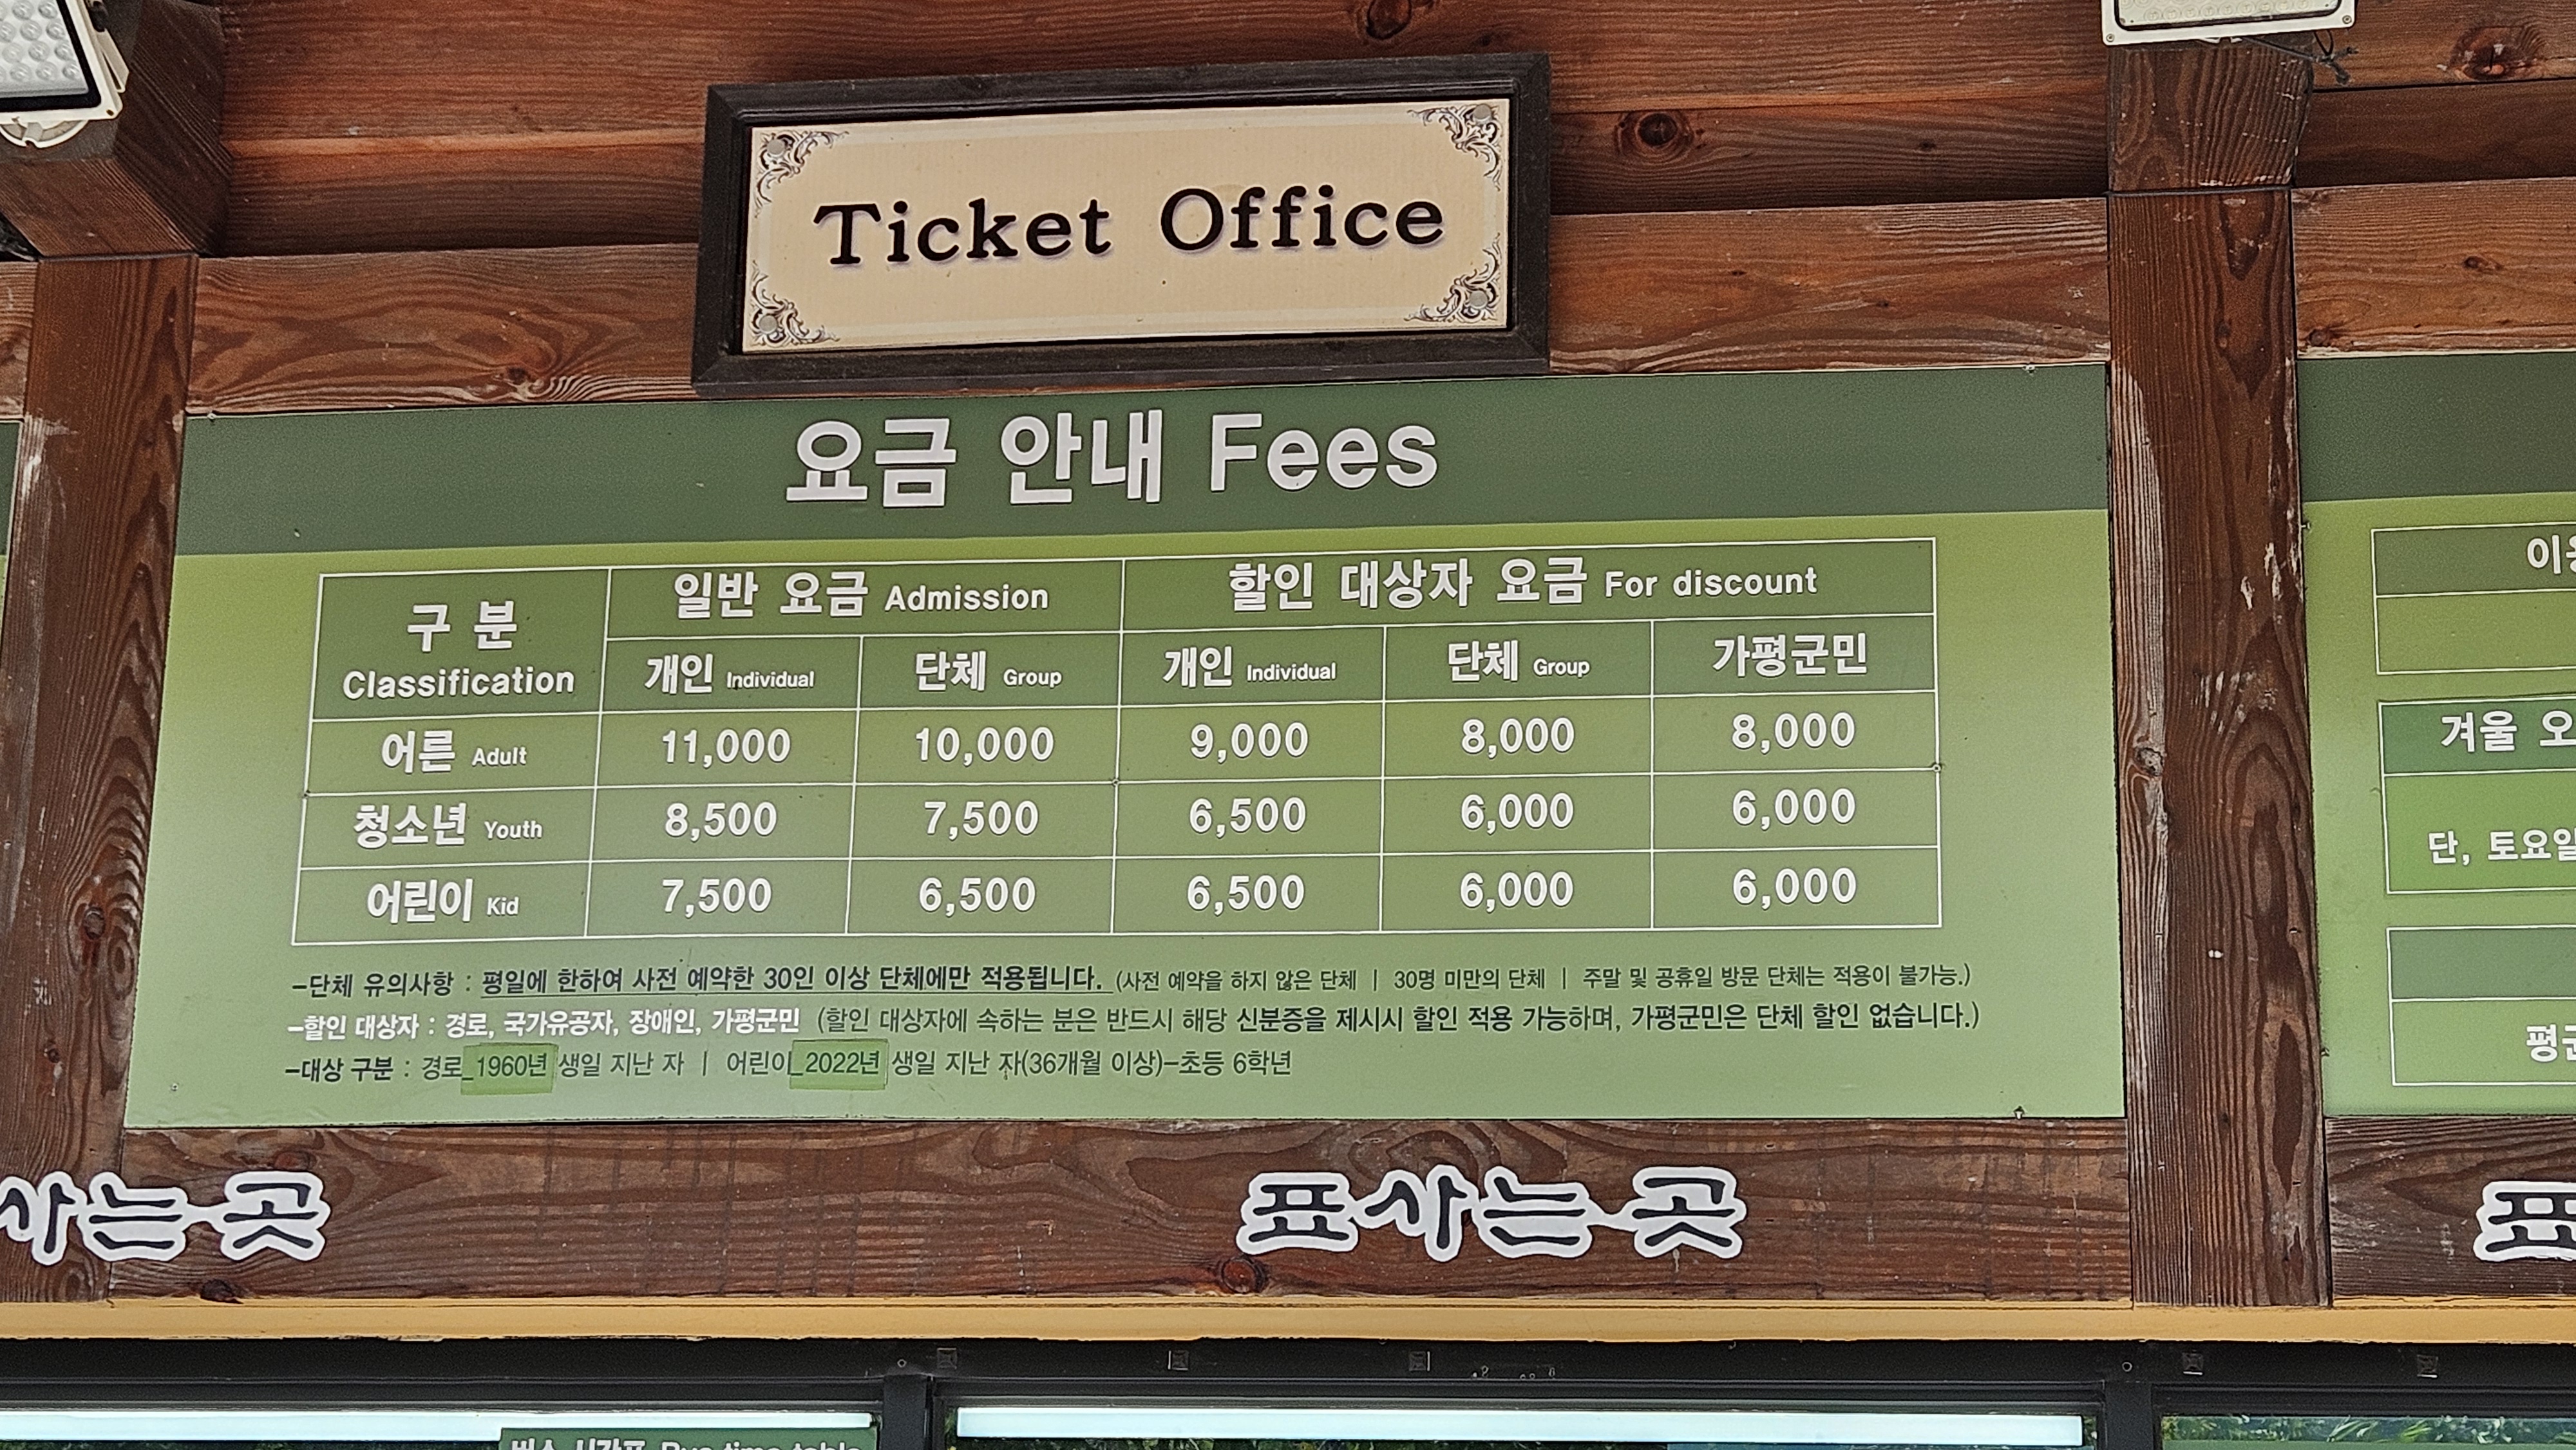 Ticket Office
요금 안내 Fees
구 분 Classification
일반 요금 Admission
할인 대상자 요금 For discount
개인 Individual
단체 Group
개인 Individual
단체 Group
가평군민
어른 Adult 11,000 10,000 9,000 8,000 8,000
청소년 Youth 8,500 7,500 6,500 6,000 6,000
어린이 Kid 7,500 6,500 6,500 6,000 6,000
-단체 유의사항 : 평일에 한하여 사전 예약한 30인 이상 단체에만 적용됩니다. (사전 예약을 하지 않은 단체 | 30명 미만의 단체 | 주말 및 공휴일 방문 단체는 적용이 불가능.)
-할인 대상자 : 경로, 국가유공자, 장애인, 가평군민 (할인 대상자에 속하는 분은 반드시 해당 신분증을 제시시 할인 적용 가능하며, 가평군민은 단체 할인 없습니다.)
-대상 구분 : 경로_1960년 생일 지난 자 | 어린이_2022년 생일 지난 자(36개월 이상)-초등 6학년
겨울 오
단, 토요일
사는 곳
표사는 곳
표